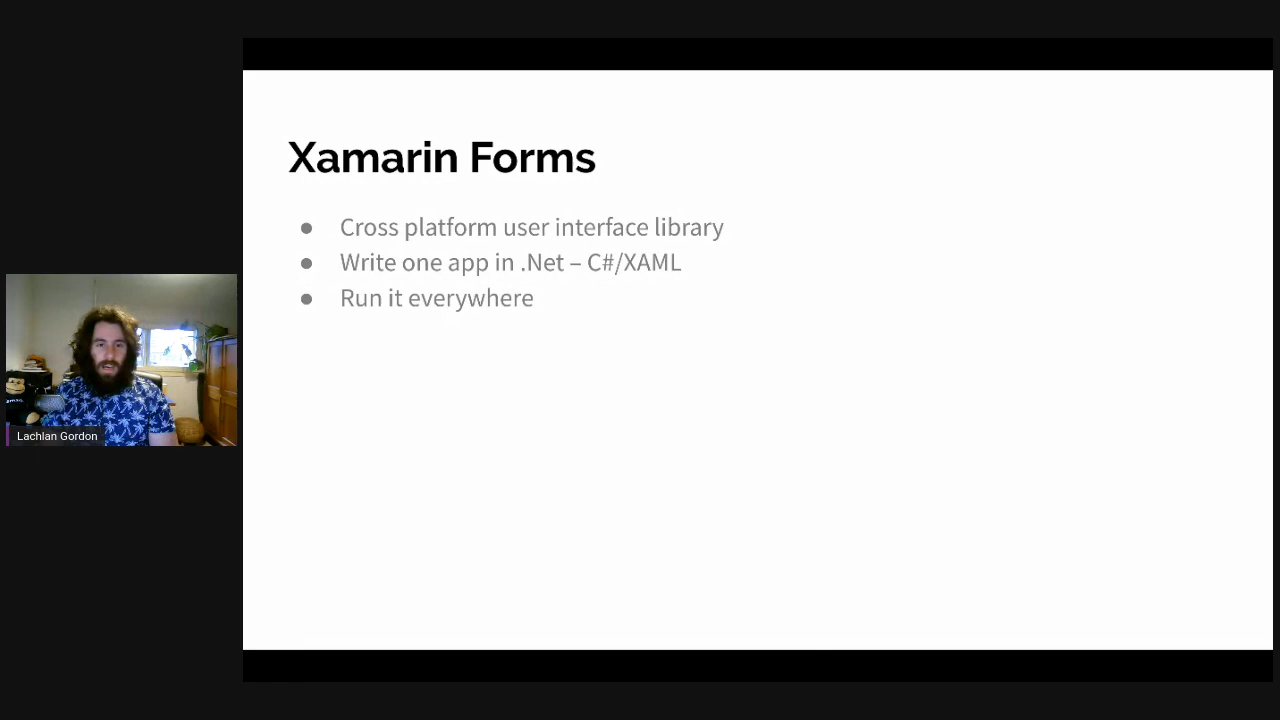 Xamarin Forms
● Cross platform user interface library
● Write one app in .Net – C#/XAML
● Run it everywhere
Lachlan Gordon